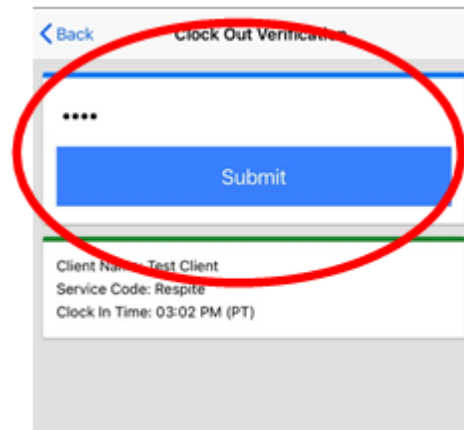 Back Clock Out Verification
••••
Submit
Client Name: Test Client
Service Code: Respite
Clock In Time: 03:02 PM (PT)